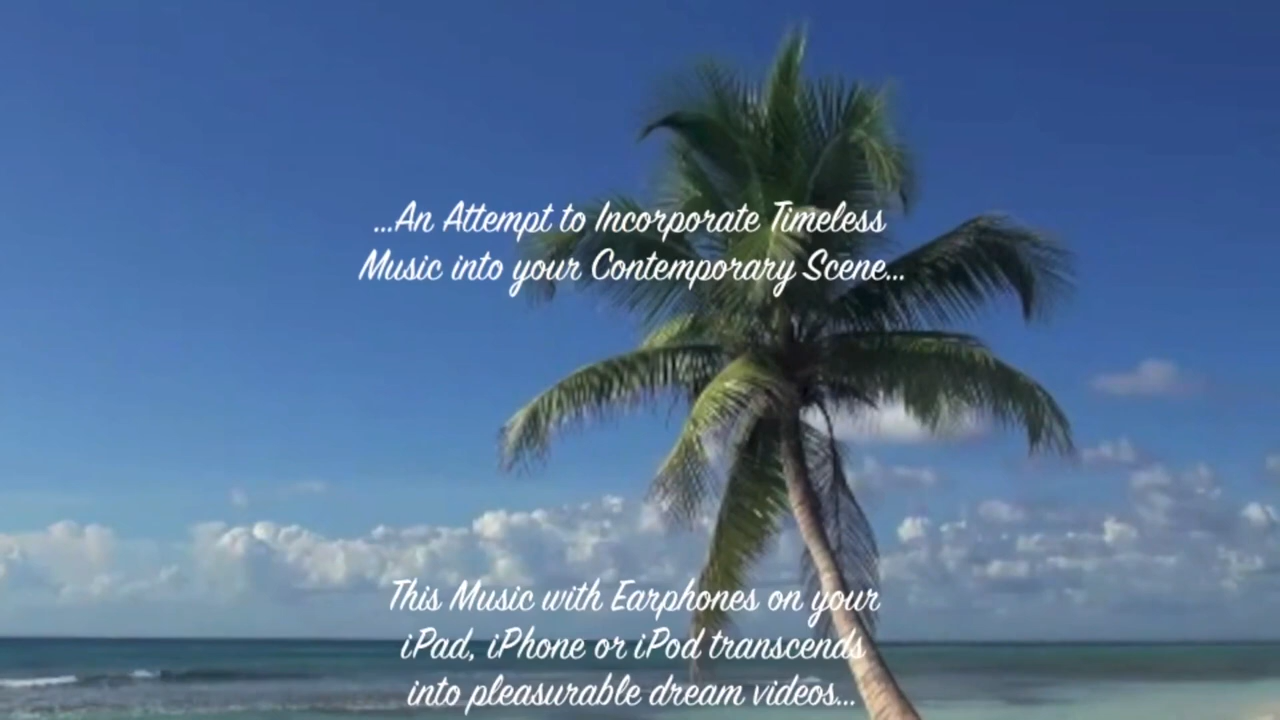 ...An Attempt to Incorporate Timeless
Music into your Contemporary Scene...
This Music with Earphones on your
iPad, iPhone or iPod transcends
into pleasurable dream videos...